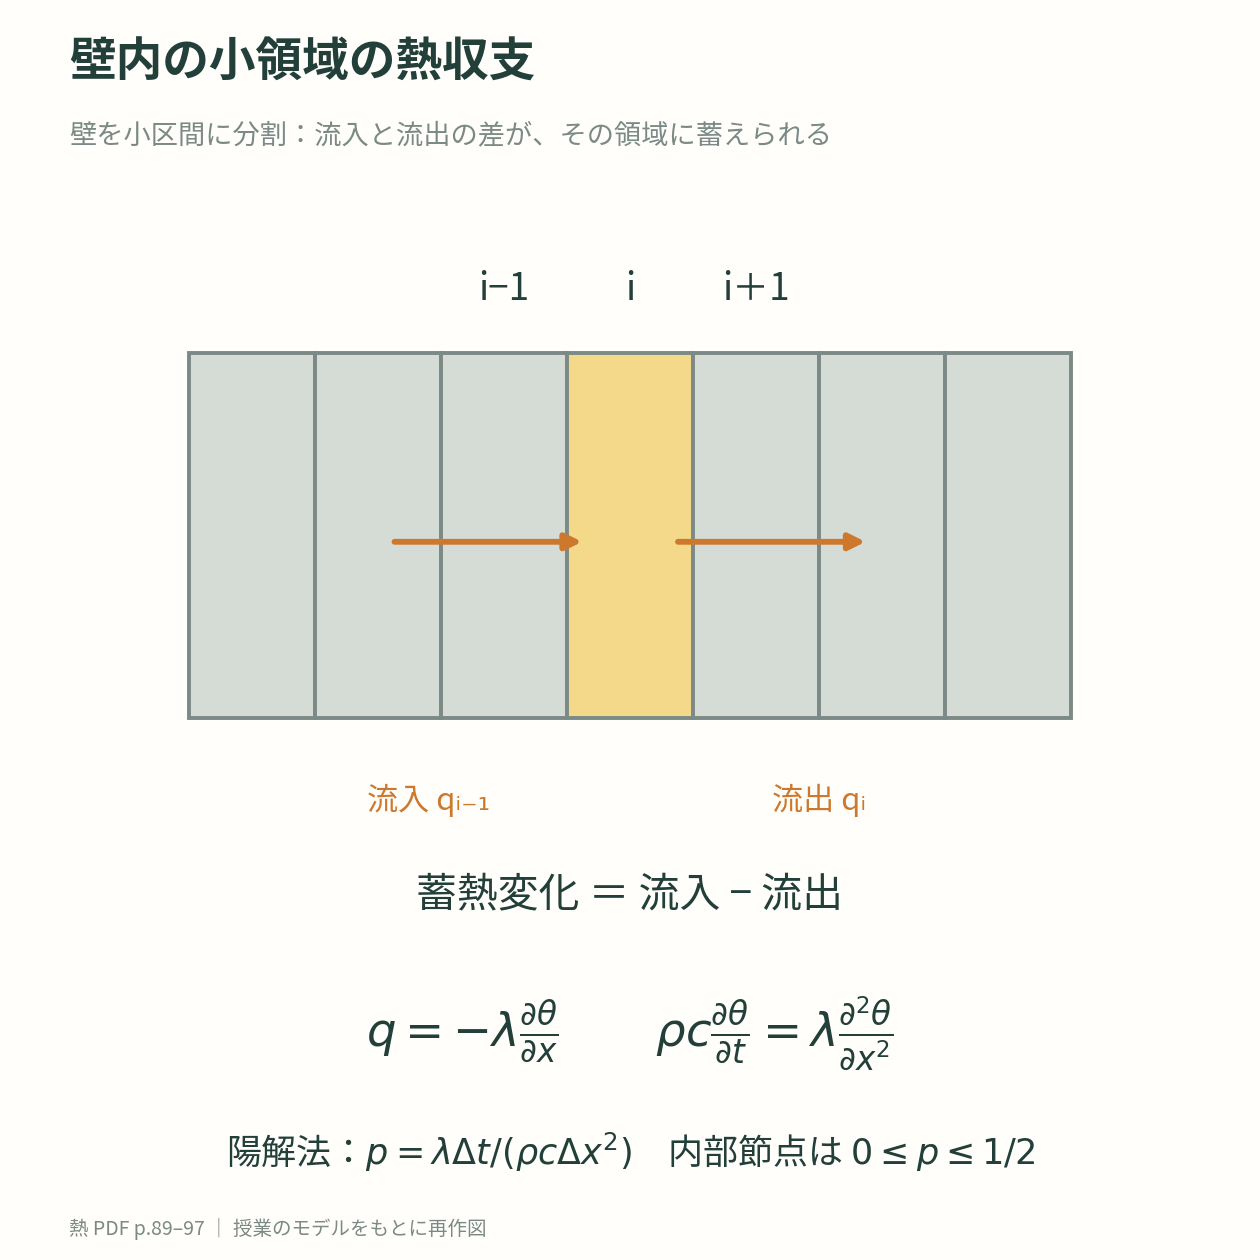 壁内の小領域の熱収支
壁を小区間に分割：流入と流出の差が、その領域に蓄えられる
i−1 i i＋1
流入 qᵢ₋₁ 流出 qᵢ
蓄熱変化 ＝ 流入 − 流出
q = −λ ∂θ/∂x ρc ∂θ/∂t = λ ∂²θ/∂x²
陽解法：p = λΔt/(ρcΔx²) 内部節点は 0 ≤ p ≤ 1/2
熱 PDF p.89–97 ｜ 授業のモデルをもとに再作図